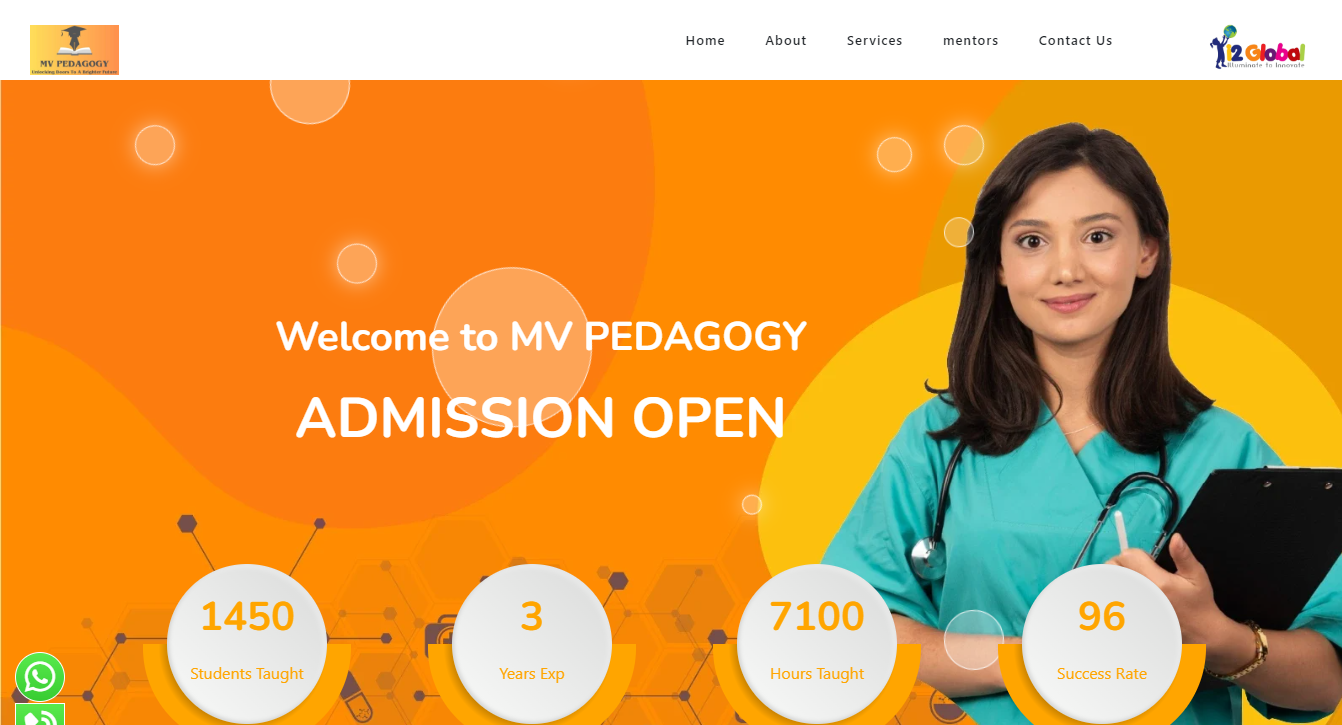 MV PEDAGOGY
Unlocking Doors To A Brighter Future
Home
About
Services
mentors
Contact Us
i2 Global
Illuminate to Innovate
Welcome to MV PEDAGOGY
ADMISSION OPEN
1450
Students Taught
3
Years Exp
7100
Hours Taught
96
Success Rate